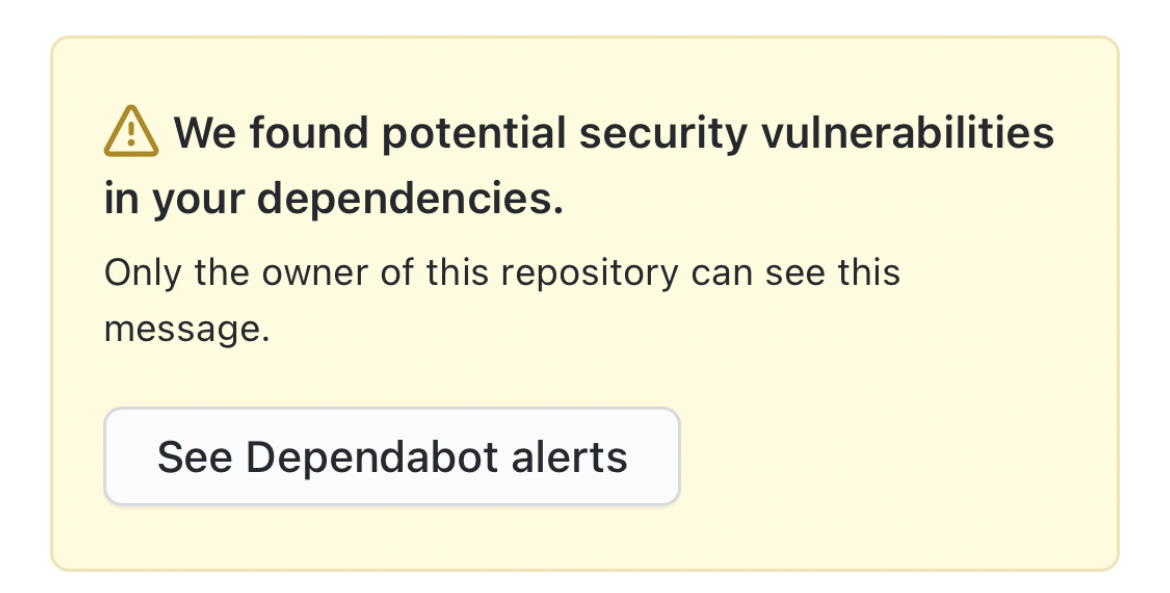 We found potential security vulnerabilities
in your dependencies.
Only the owner of this repository can see this
message.
See Dependabot alerts